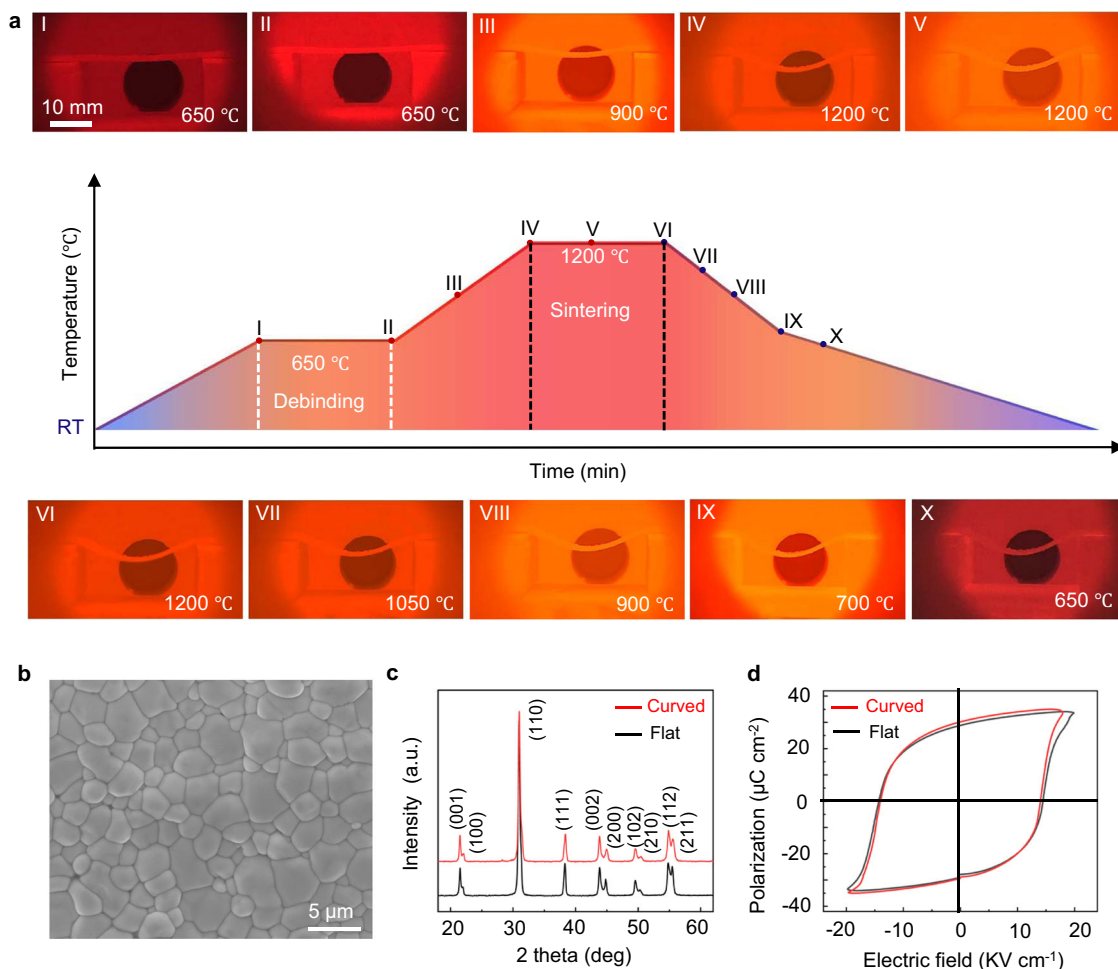 a
I
II
III
IV
V
10 mm
650 ℃
650 ℃
900 ℃
1200 ℃
1200 ℃
Temperature (℃)
IV
V
VI
1200 ℃
VII
III
VIII
Sintering
I
II
IX
X
650 ℃
Debinding
RT
Time (min)
VI
VII
VIII
IX
X
1200 ℃
1050 ℃
900 ℃
700 ℃
650 ℃
b
5 μm
c
Curved
Flat
Intensity (a.u.)
(001)
(100)
(110)
(111)
(002)
(200)
(102)
(210)
(112)
(211)
20
30
40
50
60
2 theta (deg)
d
Curved
Flat
Polarization (μC cm-2)
40
20
0
-20
-40
-20
-10
0
10
20
Electric field (KV cm-1)